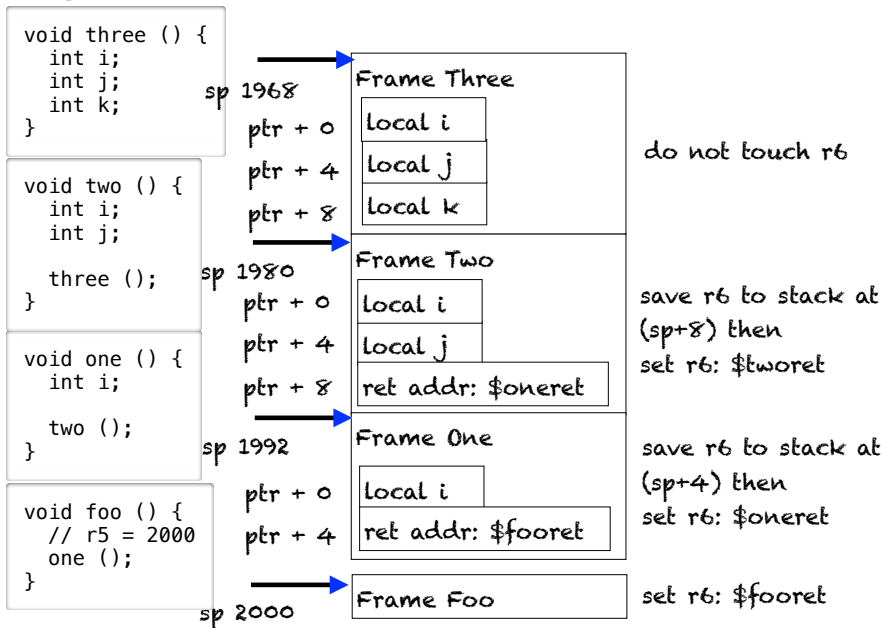 void three () {
  int i;
  int j;
  int k;
}
void two () {
  int i;
  int j;

  three ();
}
void one () {
  int i;

  two ();
}
void foo () {
  // r5 = 2000
  one ();
}
sp 1968
Frame Three
ptr + 0
local i
ptr + 4
local j
ptr + 8
local k
do not touch r6
sp 1980
Frame Two
ptr + 0
local i
ptr + 4
local j
ptr + 8
ret addr: $oneret
save r6 to stack at
(sp+8) then
set r6: $tworet
sp 1992
Frame One
ptr + 0
local i
ptr + 4
ret addr: $fooret
save r6 to stack at
(sp+4) then
set r6: $oneret
sp 2000
Frame Foo
set r6: $fooret